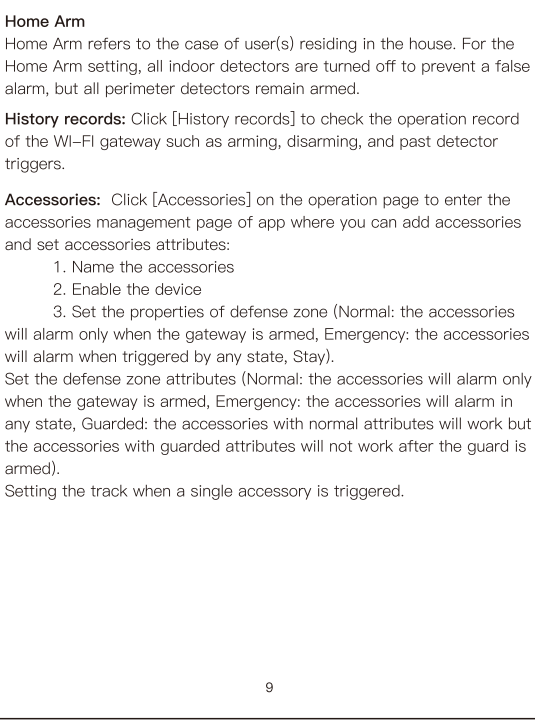 Home Arm
Home Arm refers to the case of user(s) residing in the house. For the
Home Arm setting, all indoor detectors are turned off to prevent a false
alarm, but all perimeter detectors remain armed.
History records: Click [History records] to check the operation record
of the WI-FI gateway such as arming, disarming, and past detector
triggers.
Accessories: Click [Accessories] on the operation page to enter the
accessories management page of app where you can add accessories
and set accessories attributes:
1. Name the accessories
2. Enable the device
3. Set the properties of defense zone (Normal: the accessories
will alarm only when the gateway is armed, Emergency: the accessories
will alarm when triggered by any state, Stay).
Set the defense zone attributes (Normal: the accessories will alarm only
when the gateway is armed, Emergency: the accessories will alarm in
any state, Guarded: the accessories with normal attributes will work but
the accessories with guarded attributes will not work after the guard is
armed).
Setting the track when a single accessory is triggered.
9